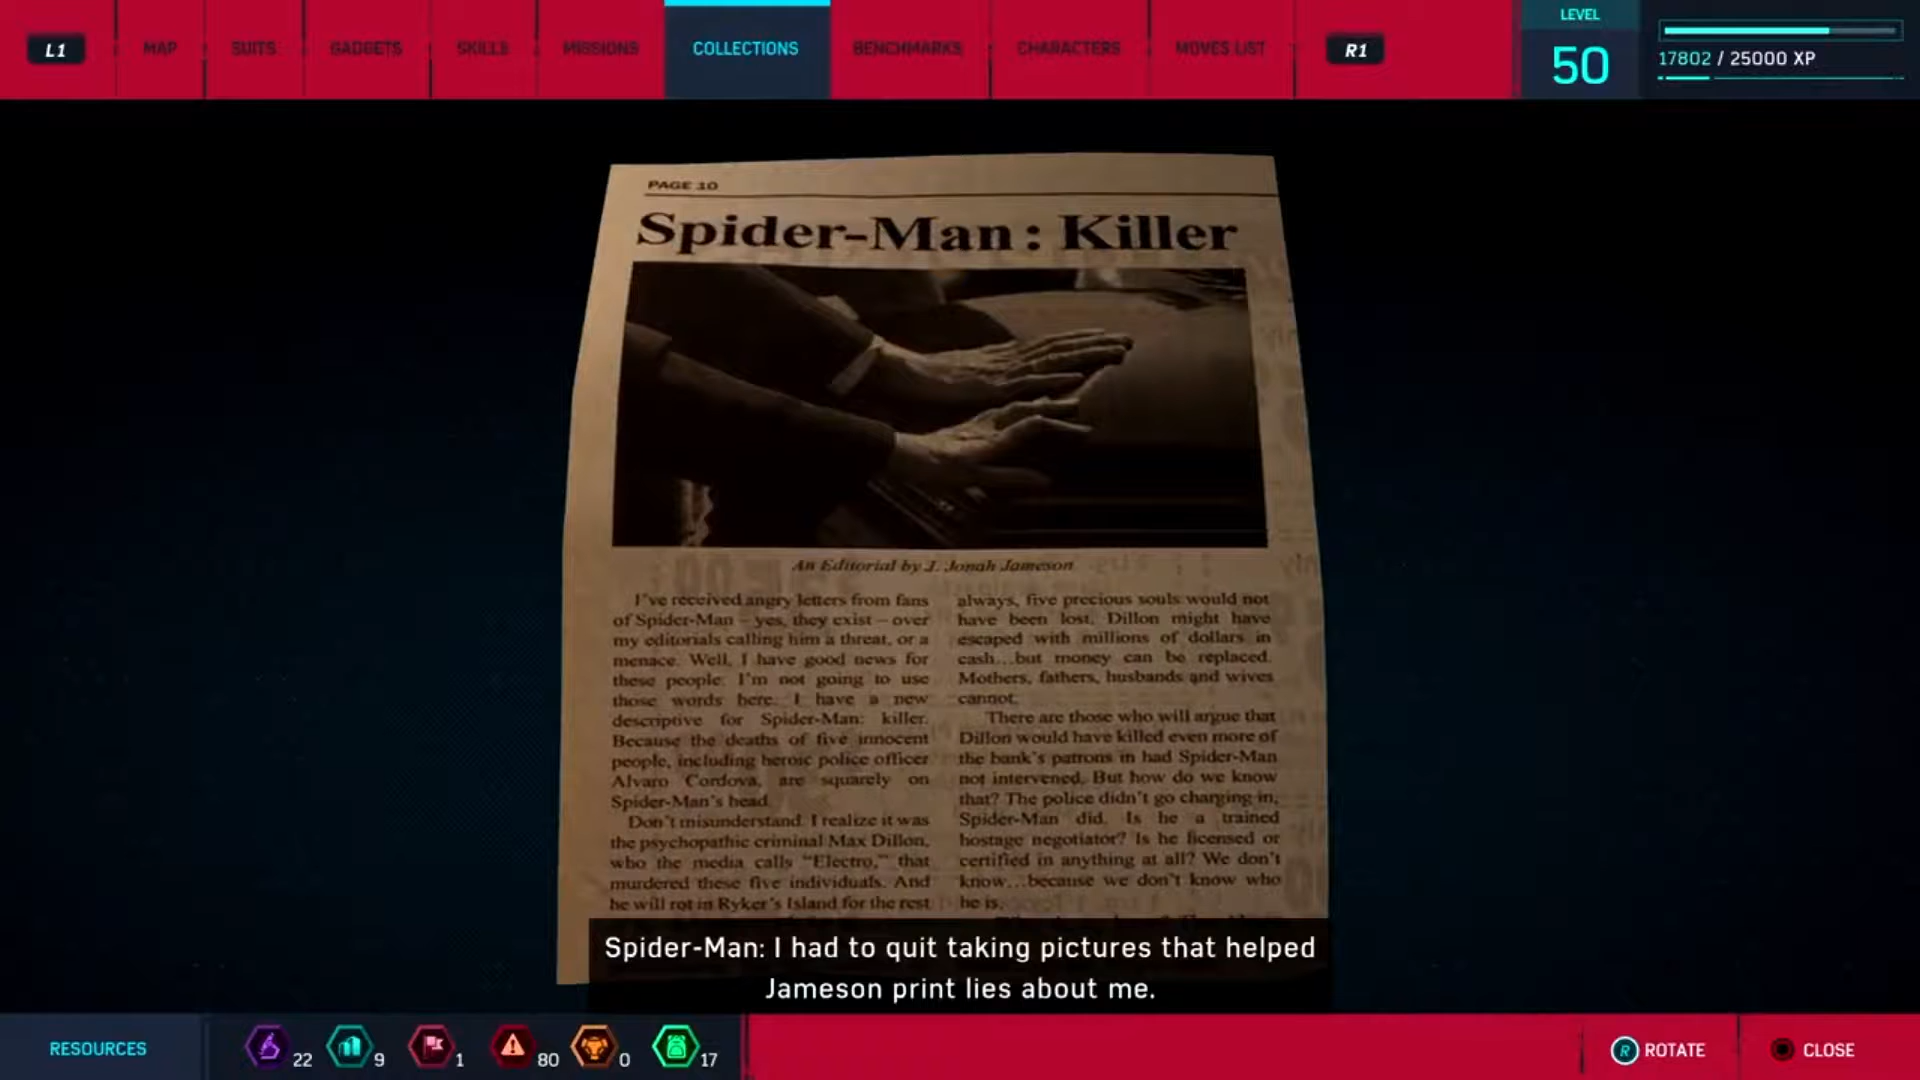 L1 MAP SUITS GADGETS SKILLS MISSIONS COLLECTIONS BENCHMARKS CHARACTERS MOVES LIST R1
LEVEL
50
17802 / 25000 XP
PAGE 10
Spider-Man: Killer
An Editorial by J. Jonah Jameson
I've received angry letters from fans
of Spider-Man – yes, they exist – over
my editorials calling him a threat, or a
menace. Well, I have good news for
these people: I'm not going to use
those words here. I have a new
descriptive for Spider-Man: killer.
Because the deaths of five innocent
people, including heroic police officer
Alvaro Cordova, are squarely on
Spider-Man's head.
Don't misunderstand. I realize it was
the psychopathic criminal Max Dillon,
who the media calls "Electro," that
murdered these five individuals. And
he will rot in Ryker's Island for the rest
always, five precious souls would not
have been lost. Dillon might have
escaped with millions of dollars in
cash...but money can be replaced.
Mothers, fathers, husbands and wives
cannot.
There are those who will argue that
Dillon would have killed even more of
the bank's patrons in had Spider-Man
not intervened. But how do we know
that? The police didn't go charging in,
Spider-Man did. Is he a trained
hostage negotiator? Is he licensed or
certified in anything at all? We don't
know...because we don't know who
he is.
Spider-Man: I had to quit taking pictures that helped
Jameson print lies about me.
RESOURCES 22 9 1 80 0 17 R ROTATE CLOSE